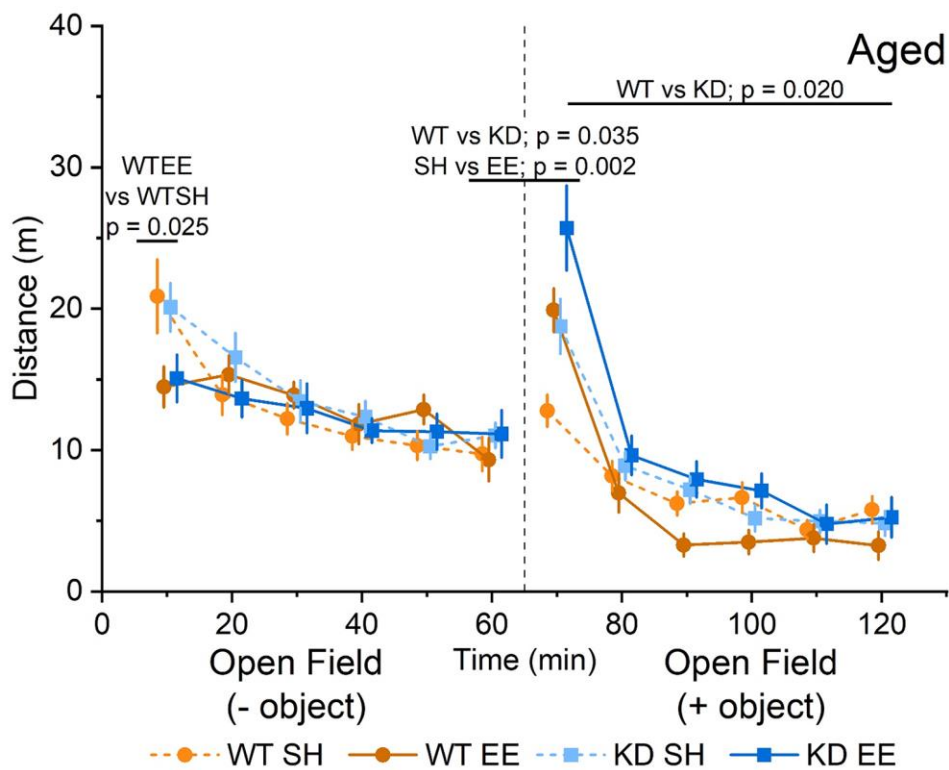 40
Aged
WT vs KD; p = 0.020
WT vs KD; p = 0.035
SH vs EE; p = 0.002
WTEE
vs WTSH
p = 0.025
30
20
10
0
Distance (m)
0 20 40 60 80 100 120
Time (min)
Open Field
(- object)
Open Field
(+ object)
WT SH WT EE KD SH KD EE